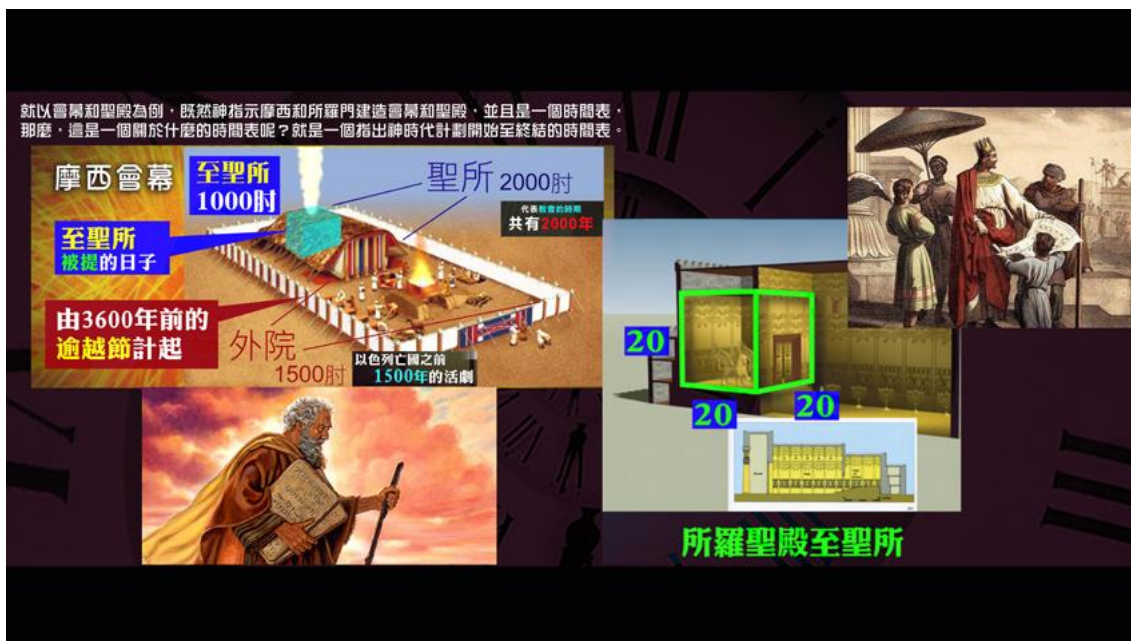 就以會幕和聖殿為例，既然神指示摩西和所羅門建造會幕和聖殿，並且是一個時間表，
那麼，這是一個關於什麼的時間表呢？就是一個指出神時代計劃開始至終結的時間表。
摩西會幕
至聖所
1000肘
聖所 2000肘
代表教會的時期
共有2000年
至聖所
被提的日子
由3600年前的
逾越節計起
外院
1500肘
以色列亡國之前
1500年的活劇
20
20
20
所羅聖殿至聖所